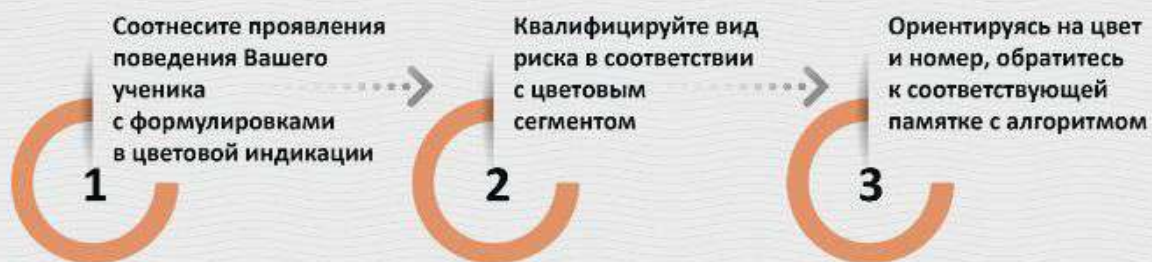 Соотнесите проявления
поведения Вашего
ученика
с формулировками
в цветовой индикации
1
Квалифицируйте вид
риска в соответствии
с цветовым
сегментом
2
Ориентируясь на цвет
и номер, обратитесь
к соответствующей
памятке с алгоритмом
3